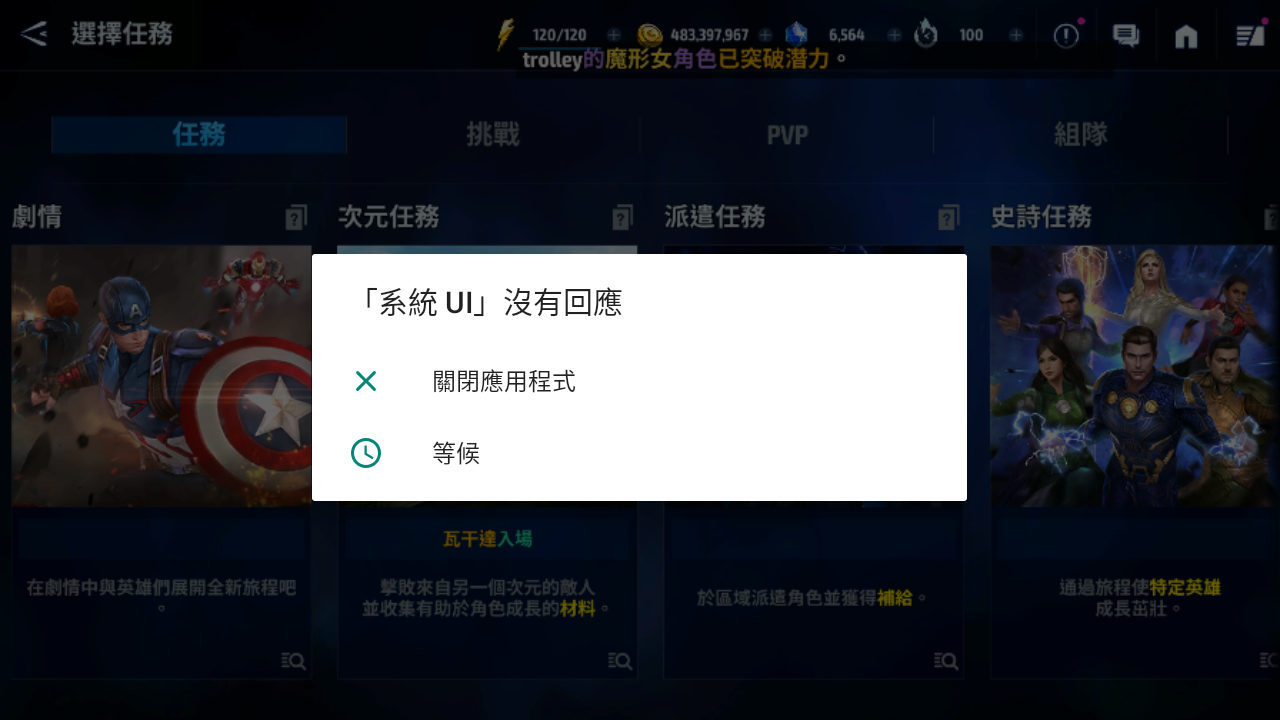 選擇任務
120/120
483,397,967
6,564
100
trolley的魔形女角色已突破潛力。
任務
挑戰
PVP
組隊
劇情
次元任務
派遣任務
史詩任務
「系統 UI」沒有回應
關閉應用程式
等候
瓦干達入場
在劇情中與英雄們展開全新旅程吧
。
擊敗來自另一個次元的敵人
並收集有助於角色成長的材料。
於區域派遣角色並獲得補給。
通過旅程使特定英雄
成長茁壯。